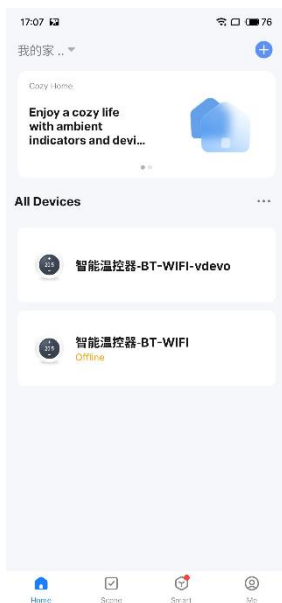 17:07
76
我的家 ..
Cozy Home
Enjoy a cozy life
with ambient
indicators and devi...
All Devices
智能温控器-BT-WIFI-vdevo
智能温控器-BT-WIFI
Offline
Home
Scene
Smart
Me